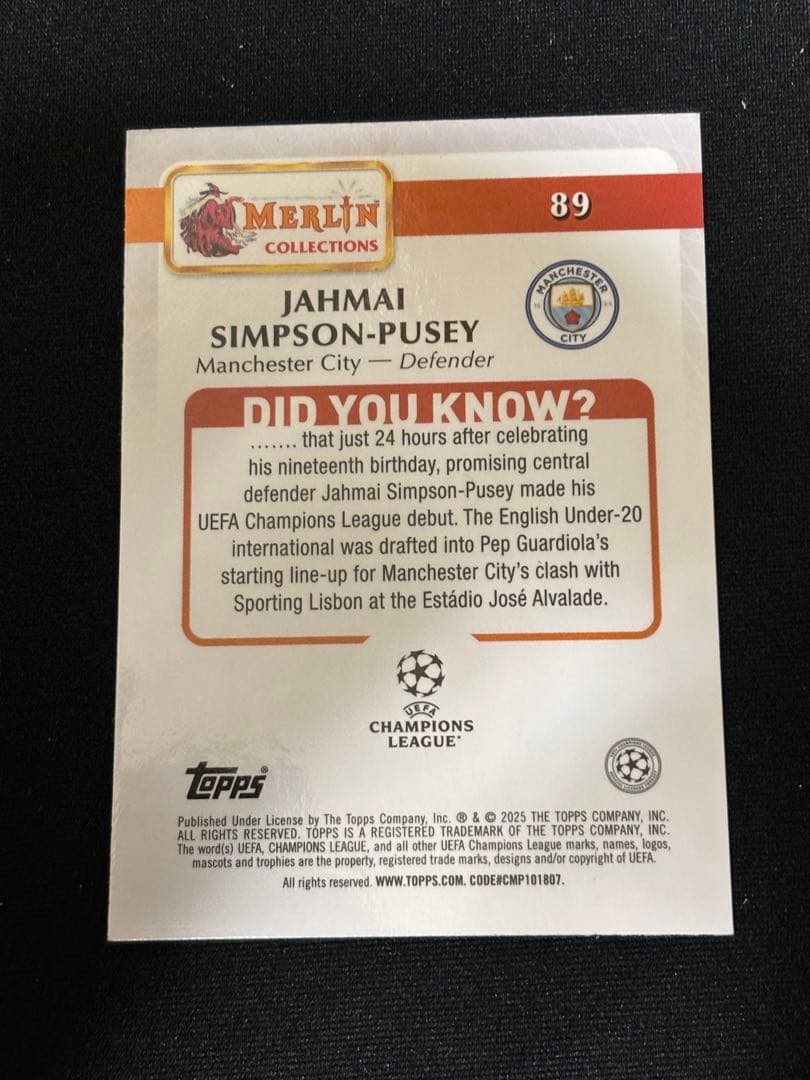 MERLIN™
COLLECTIONS
89
JAHMAI
SIMPSON-PUSEY
Manchester City — Defender
MANCHESTER
18 94
CITY
DID YOU KNOW?
....... that just 24 hours after celebrating
his nineteenth birthday, promising central
defender Jahmai Simpson-Pusey made his
UEFA Champions League debut. The English Under-20
international was drafted into Pep Guardiola's
starting line-up for Manchester City's clash with
Sporting Lisbon at the Estádio José Alvalade.
UEFA
CHAMPIONS
LEAGUE®
Topps®
Published Under License by The Topps Company, Inc. ® & © 2025 THE TOPPS COMPANY, INC.
ALL RIGHTS RESERVED. TOPPS IS A REGISTERED TRADEMARK OF THE TOPPS COMPANY, INC.
The word(s) UEFA, CHAMPIONS LEAGUE, and all other UEFA Champions League marks, names, logos,
mascots and trophies are the property, registered trade marks, designs and/or copyright of UEFA.
All rights reserved. WWW.TOPPS.COM. CODE#CMP101807.